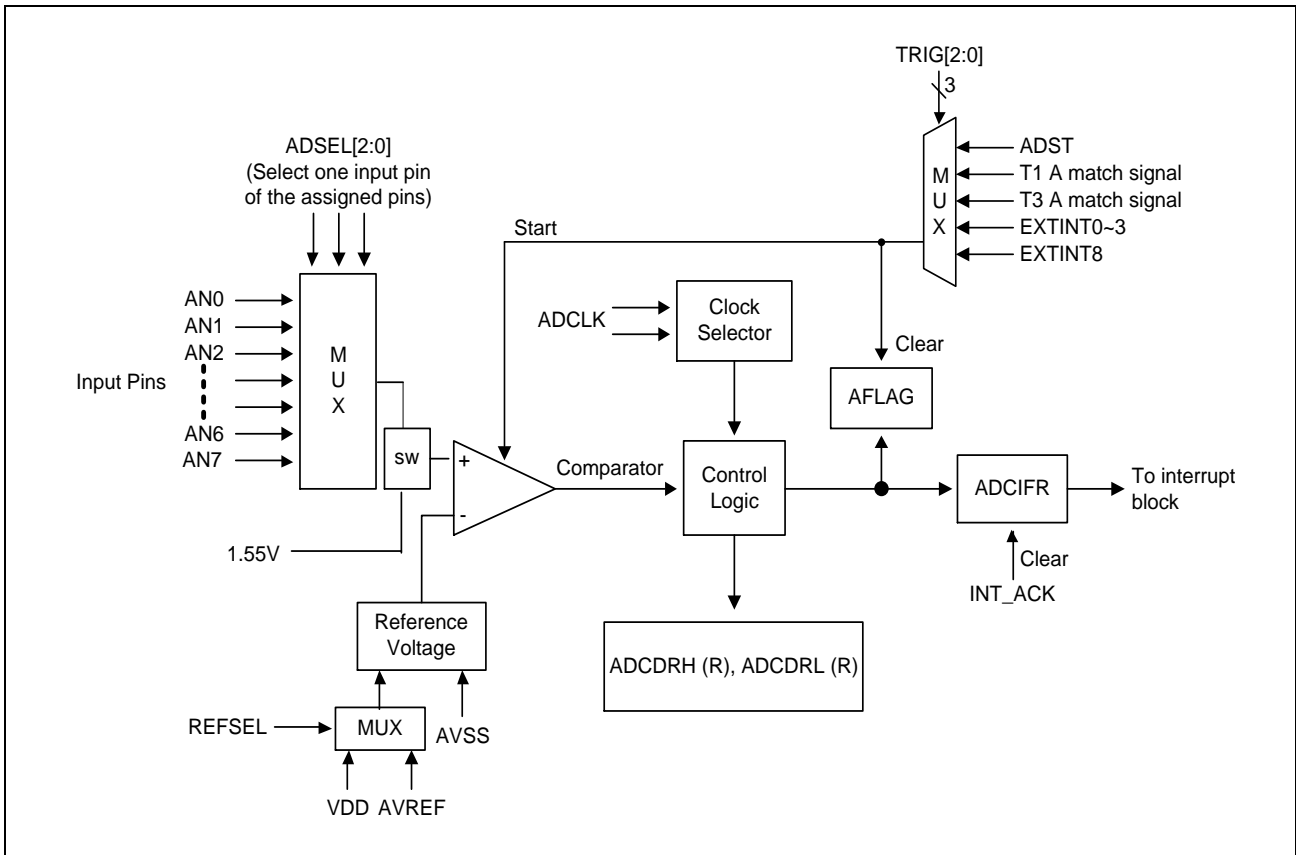 TRIG[2:0]
3
ADSEL[2:0]
(Select one input pin
of the assigned pins)
M
U
X
ADST
T1 A match signal
T3 A match signal
EXTINT0~3
EXTINT8
Start
Input Pins
AN0
AN1
AN2
AN6
AN7
M
U
X
ADCLK
Clock
Selector
Clear
AFLAG
sw
+
-
Comparator
Control
Logic
ADCIFR
To interrupt
block
1.55V
Clear
INT_ACK
Reference
Voltage
ADCDRH (R), ADCDRL (R)
REFSEL
MUX
AVSS
VDD AVREF